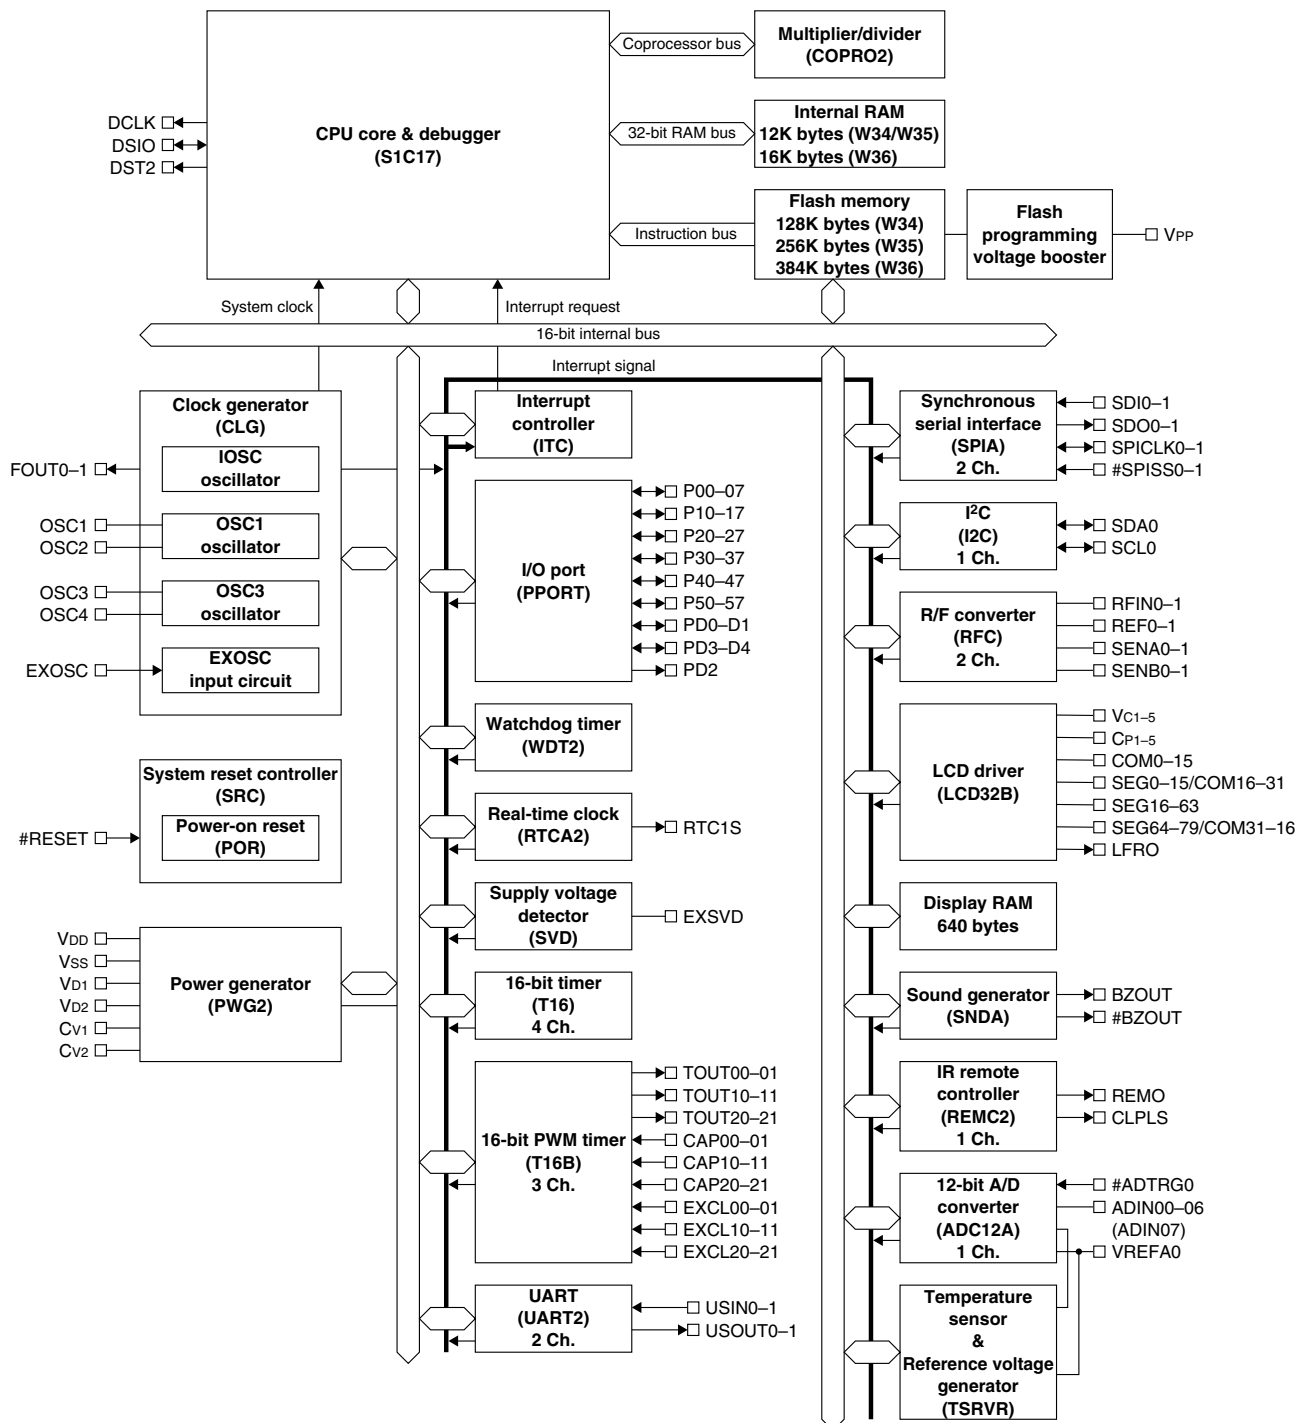 Multiplier/divider
(COPRO2)
Coprocessor bus
Internal RAM
12K bytes (W34/W35)
16K bytes (W36)
32-bit RAM bus
CPU core & debugger
(S1C17)
DCLK
DSIO
DST2
Flash memory
128K bytes (W34)
256K bytes (W35)
384K bytes (W36)
Instruction bus
Flash
programming
voltage booster
VPP
System clock
Interrupt request
16-bit internal bus
Interrupt signal
Clock generator
(CLG)
IOSC
oscillator
OSC1
oscillator
OSC3
oscillator
EXOSC
input circuit
FOUT0–1
OSC1
OSC2
OSC3
OSC4
EXOSC
System reset controller
(SRC)
Power-on reset
(POR)
#RESET
Power generator
(PWG2)
VDD
VSS
VD1
VD2
CV1
CV2
Interrupt
controller
(ITC)
I/O port
(PPORT)
P00–07
P10–17
P20–27
P30–37
P40–47
P50–57
PD0–D1
PD3–D4
PD2
Watchdog timer
(WDT2)
Real-time clock
(RTCA2)
RTC1S
Supply voltage
detector
(SVD)
EXSVD
16-bit timer
(T16)
4 Ch.
16-bit PWM timer
(T16B)
3 Ch.
TOUT00–01
TOUT10–11
TOUT20–21
CAP00–01
CAP10–11
CAP20–21
EXCL00–01
EXCL10–11
EXCL20–21
UART
(UART2)
2 Ch.
USIN0–1
USOUT0–1
Synchronous
serial interface
(SPIA)
2 Ch.
SDI0–1
SDO0–1
SPICLK0–1
#SPISS0–1
I2C
(I2C)
1 Ch.
SDA0
SCL0
R/F converter
(RFC)
2 Ch.
RFIN0–1
REF0–1
SENA0–1
SENB0–1
LCD driver
(LCD32B)
VC1–5
CP1–5
COM0–15
SEG0–15/COM16–31
SEG16–63
SEG64–79/COM31–16
LFRO
Display RAM
640 bytes
Sound generator
(SNDA)
BZOUT
#BZOUT
IR remote
controller
(REMC2)
1 Ch.
REMO
CLPLS
12-bit A/D
converter
(ADC12A)
1 Ch.
#ADTRG0
ADIN00–06
(ADIN07)
VREFA0
Temperature
sensor
&
Reference voltage
generator
(TSRVR)